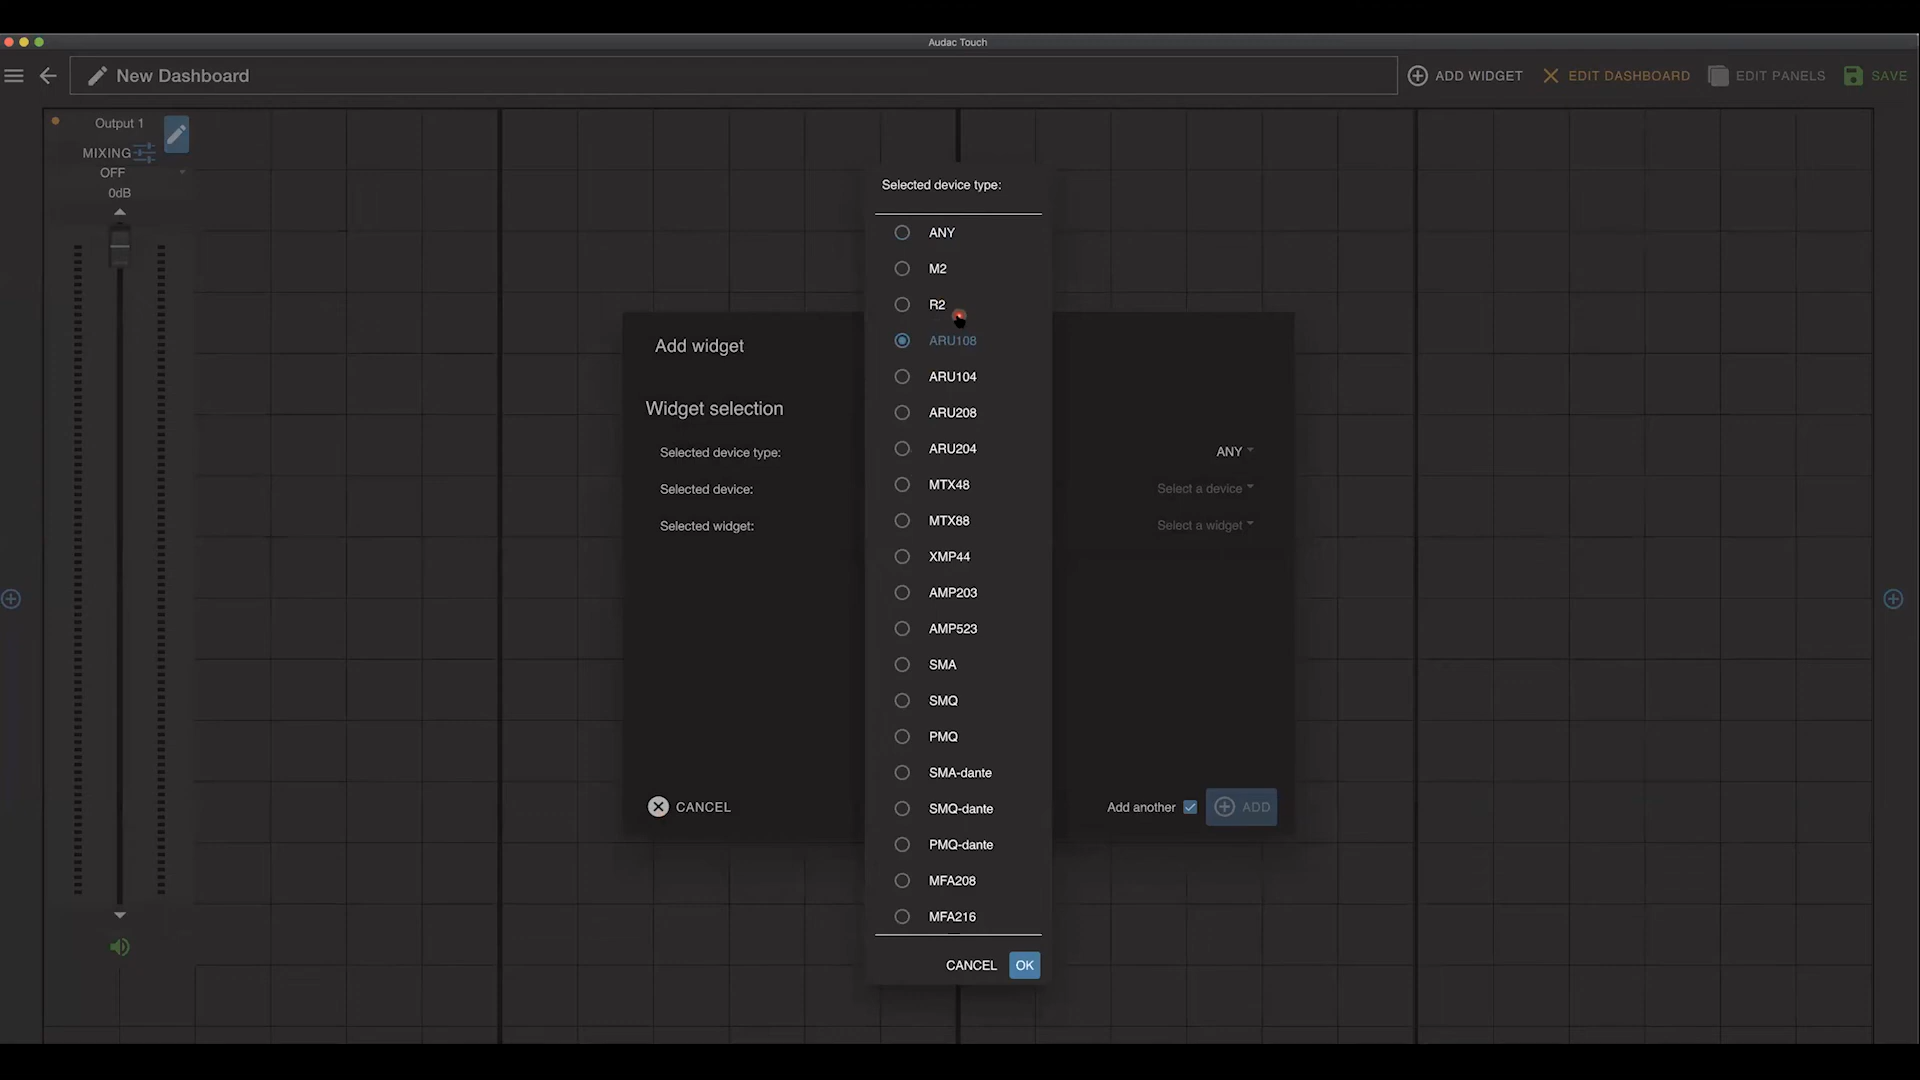 Audac Touch
New Dashboard
ADD WIDGET
EDIT DASHBOARD
EDIT PANELS
SAVE
Output 1
MIXING
OFF
0dB
Selected device type:
ANY
M2
R2
ARU108
ARU104
ARU208
ARU204
MTX48
MTX88
XMP44
AMP203
AMP523
SMA
SMQ
PMQ
SMA-dante
SMQ-dante
PMQ-dante
MFA208
MFA216
CANCEL OK
Add widget
Widget selection
Selected device type: ANY
Selected device: Select a device
Selected widget: Select a widget
CANCEL
Add another
ADD